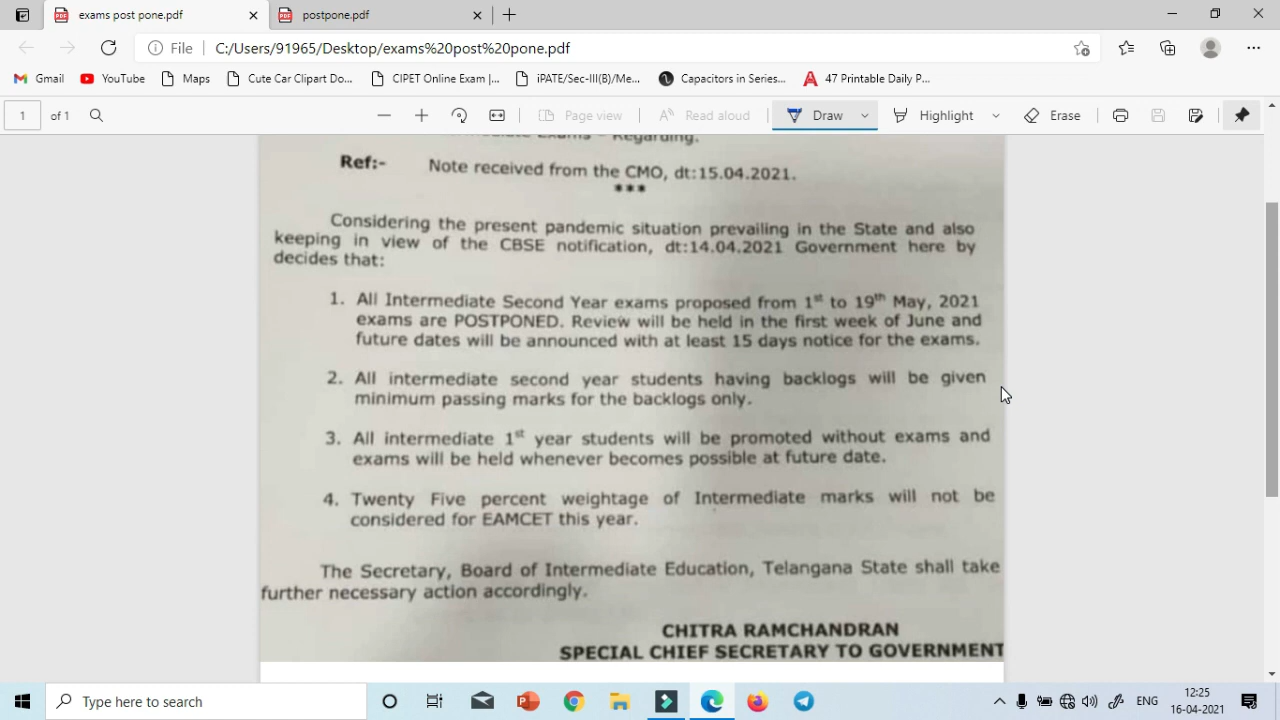 exams post pone.pdf
postpone.pdf
File
C:/Users/91965/Desktop/exams%20post%20pone.pdf
Gmail
YouTube
Maps
Cute Car Clipart Do...
CIPET Online Exam |...
iPATE/Sec-III(B)/Me...
Capacitors in Series...
47 Printable Daily P...
1
of 1
Page view
Read aloud
Draw
Highlight
Erase
Intermediate Exams – Regarding.
Ref:- Note received from the CMO, dt:15.04.2021.
***
Considering the present pandemic situation prevailing in the State and also
keeping in view of the CBSE notification, dt:14.04.2021 Government here by
decides that:
1. All Intermediate Second Year exams proposed from 1st to 19th May, 2021
exams are POSTPONED. Review will be held in the first week of June and
future dates will be announced with at least 15 days notice for the exams.
2. All intermediate second year students having backlogs will be given
minimum passing marks for the backlogs only.
3. All intermediate 1st year students will be promoted without exams and
exams will be held whenever becomes possible at future date.
4. Twenty Five percent weightage of Intermediate marks will not be
considered for EAMCET this year.
The Secretary, Board of Intermediate Education, Telangana State shall take
further necessary action accordingly.
CHITRA RAMCHANDRAN
SPECIAL CHIEF SECRETARY TO GOVERNMENT
Type here to search
ENG
12:25
16-04-2021